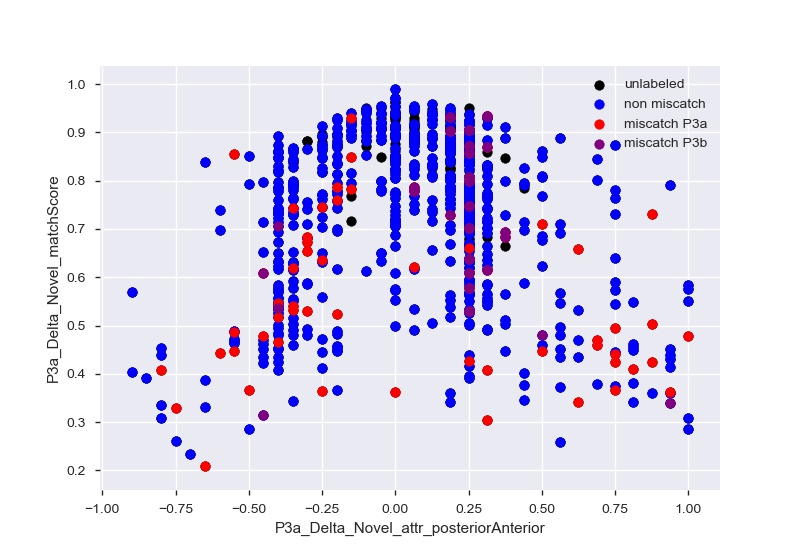 unlabeled
non miscatch
miscatch P3a
miscatch P3b
1.0
0.9
0.8
0.7
0.6
0.5
0.4
0.3
0.2
P3a_Delta_Novel_matchScore
−1.00 −0.75 −0.50 −0.25 0.00 0.25 0.50 0.75 1.00
P3a_Delta_Novel_attr_posteriorAnterior